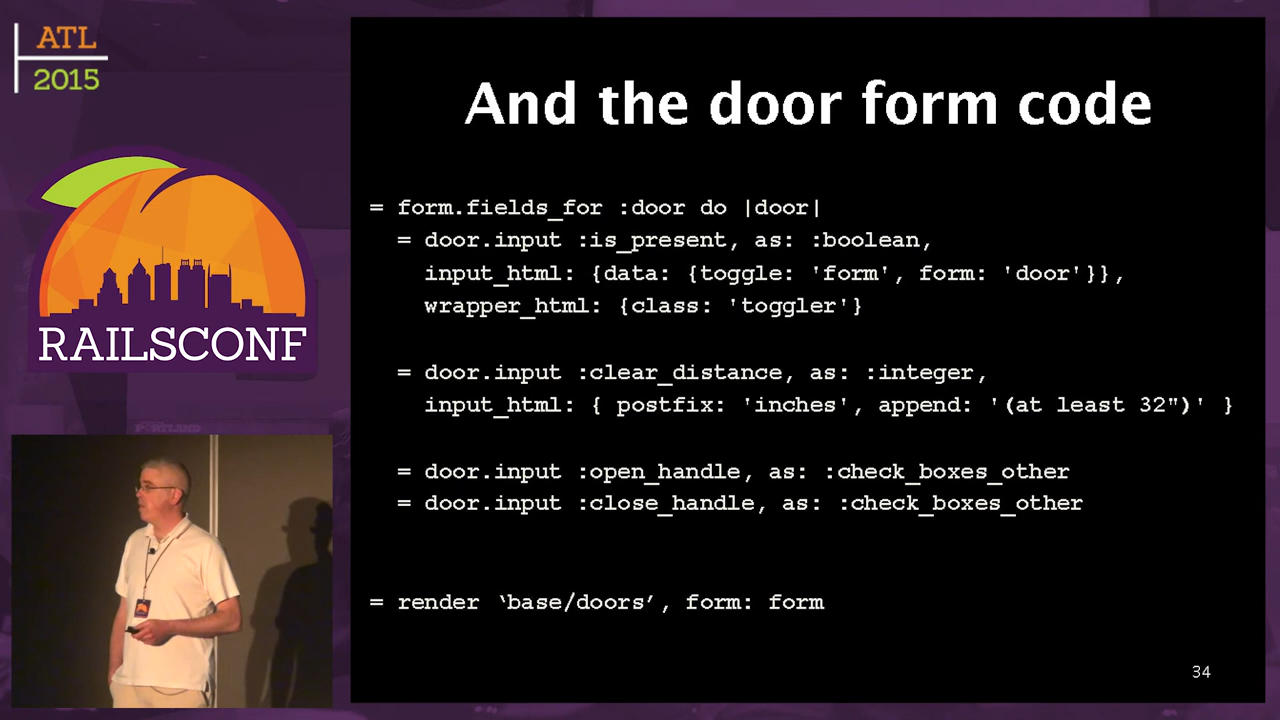 ATL
2015
RAILSCONF
And the door form code
= form.fields_for :door do |door|
= door.input :is_present, as: :boolean,
input_html: {data: {toggle: 'form', form: 'door'}},
wrapper_html: {class: 'toggler'}
= door.input :clear_distance, as: :integer,
input_html: { postfix: 'inches', append: '(at least 32")' }
= door.input :open_handle, as: :check_boxes_other
= door.input :close_handle, as: :check_boxes_other
= render ‘base/doors’, form: form
34
PORTLAND